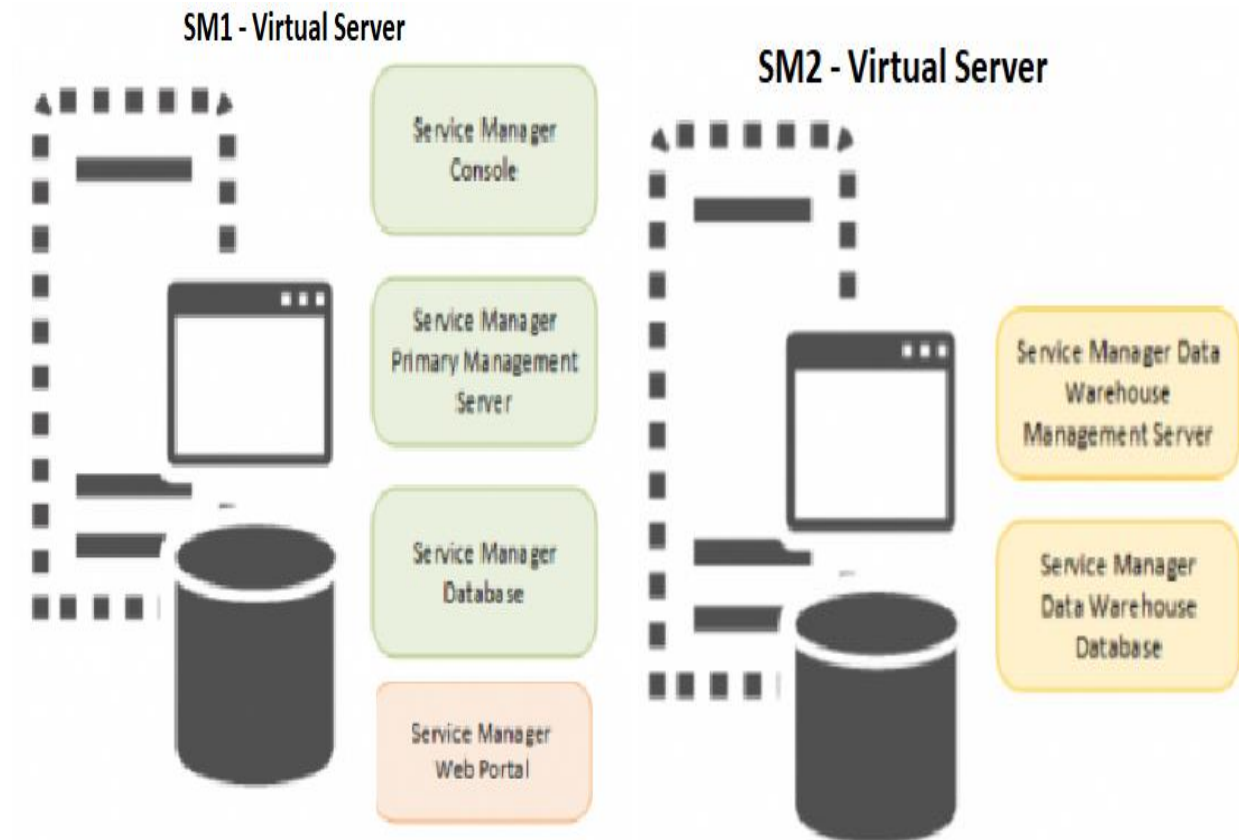 SM1 - Virtual Server
Service Manager
Console
Service Manager
Primary Management
Server
Service Manager
Database
Service Manager
Web Portal
SM2 - Virtual Server
Service Manager Data
Warehouse
Management Server
Service Manager
Data Warehouse
Database